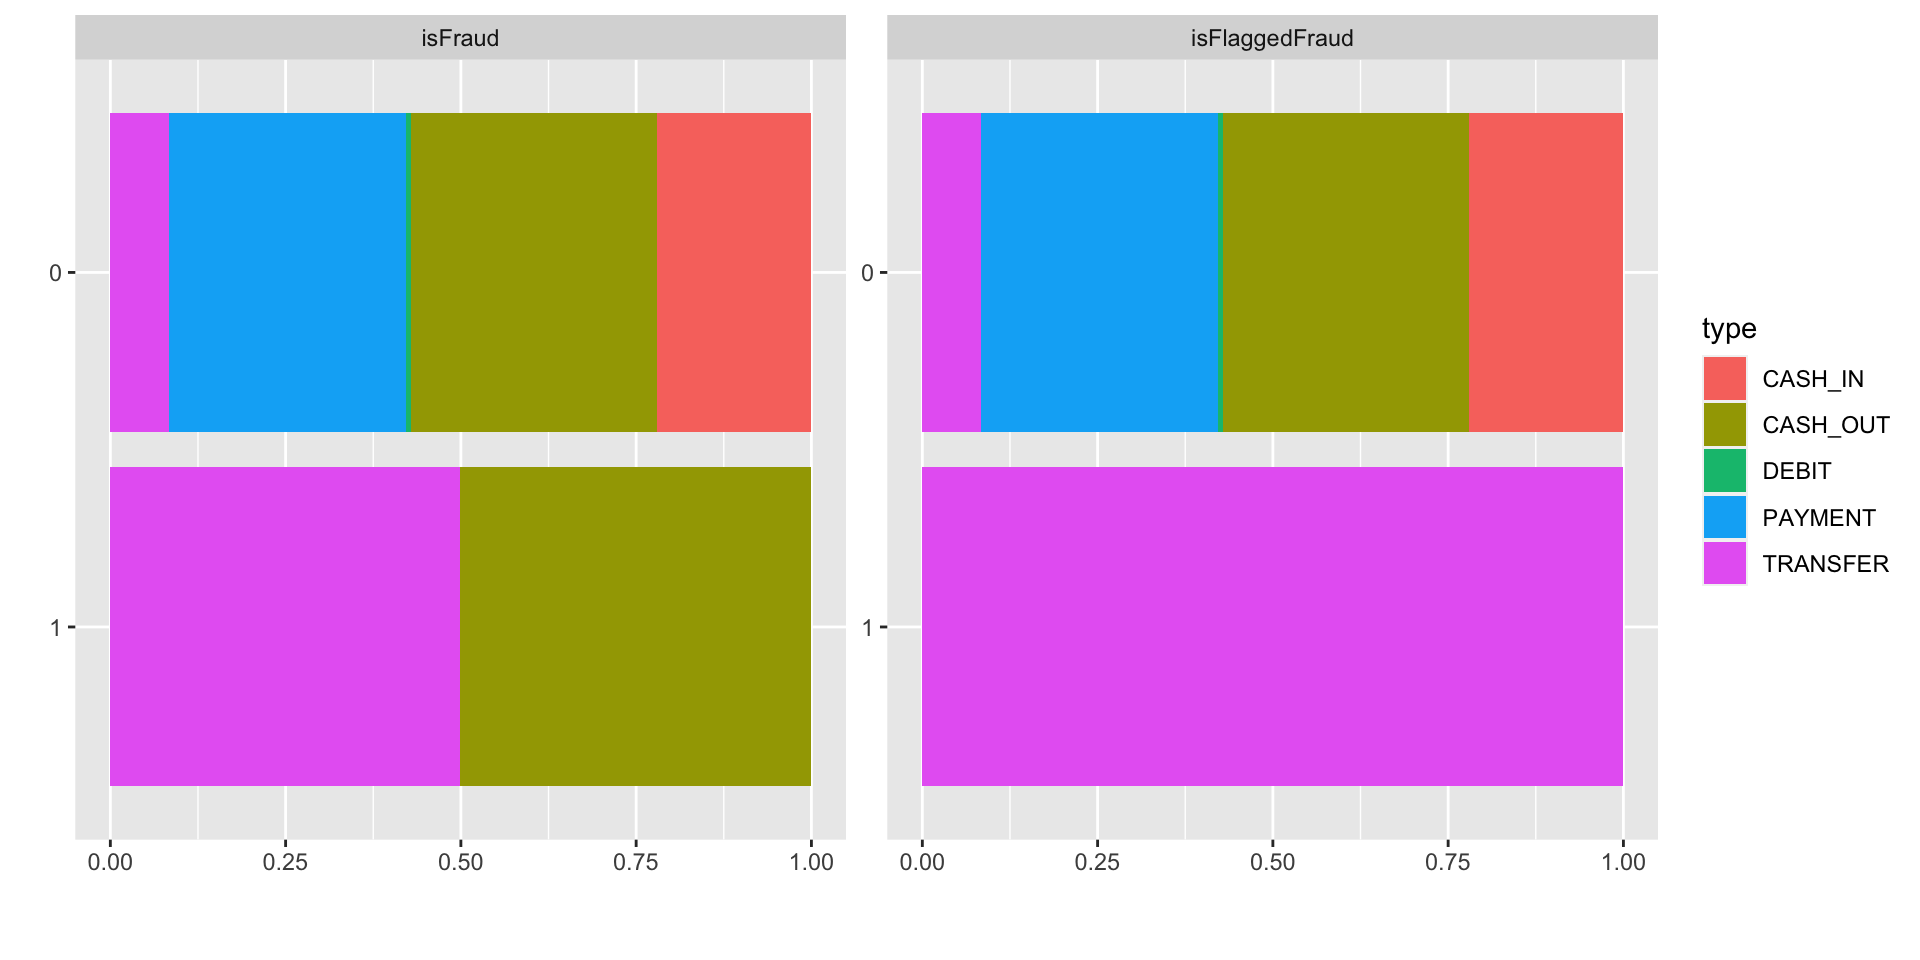 isFraud
isFlaggedFraud
0
1
0
1
0.00 0.25 0.50 0.75 1.00
0.00 0.25 0.50 0.75 1.00
type
CASH_IN
CASH_OUT
DEBIT
PAYMENT
TRANSFER